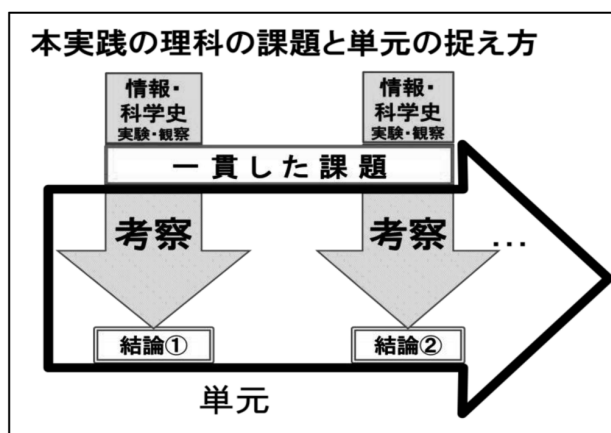 本実践の理科の課題と単元の捉え方
情報・
科学史
実験・観察
情報・
科学史
実験・観察
一貫した課題
考察
考察
…
結論①
結論②
単元